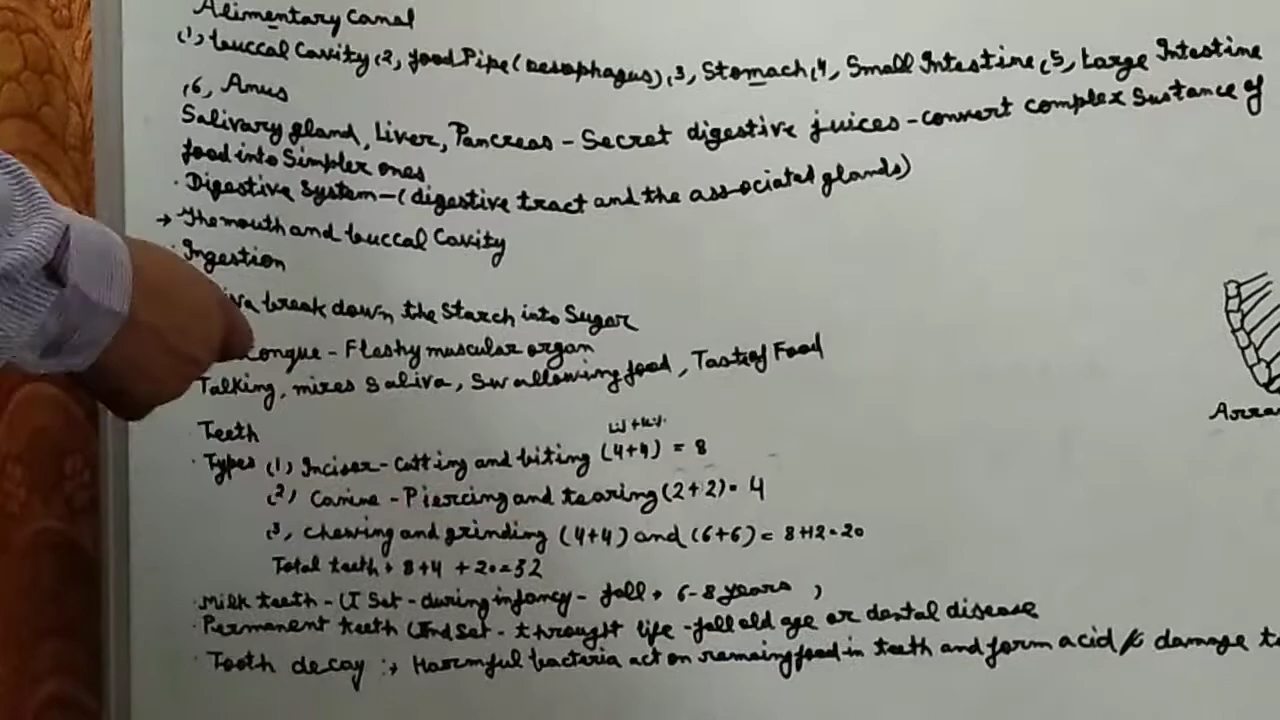 Alimentary Canal
(1) buccal Cavity (2, food Pipe (oesophagus), (3, Stomach (4, Small Intestine, (5, Large Intestine
(6, Anus
Salivary gland, Liver, Pancreas - Secret digestive juices - convert complex Sustance of
food into Simpler ones
· Digestive System - (digestive tract and the associated glands)
→ The mouth and buccal Cavity
· Ingestion
iva break down the Starch into Sugar
tongue - Flashy muscular organ
Talking, mixes Saliva, Swallowing food, Taste of Food
Teeth
· Types (1) Incisor - Cutting and biting (4+4) = 8
(2) Canine - Piercing and tearing (2+2) = 4
(3, Chewing and grinding (4+4) and (6+6) = 8+12=20
Total teeth = 8+4+20=32
· Milk teeth - (I Set - during infancy - fall = 6-8 years )
· Permanent teeth (IInd Set - throught life - fall old age or dental disease
· Tooth decay :→ Harmful bacteria act on remaing food in teeth and form acid damage to
Arra